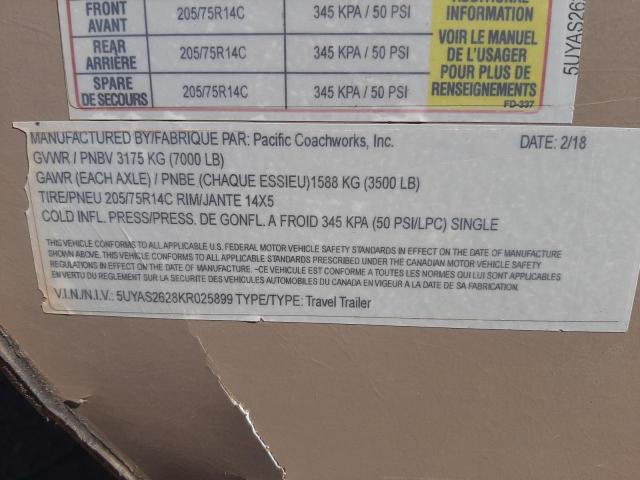 ADDITIONAL
INFORMATION
VOIR LE MANUEL
DE L'USAGER
POUR PLUS DE
RENSEIGNEMENTS
FD-337
FRONT
AVANT
205/75R14C
345 KPA / 50 PSI
REAR
ARRIÈRE
205/75R14C
345 KPA / 50 PSI
SPARE
DE SECOURS
205/75R14C
345 KPA / 50 PSI
5UYAS262
MANUFACTURED BY/FABRIQUE PAR: Pacific Coachworks, Inc. DATE: 2/18
GVWR / PNBV 3175 KG (7000 LB)
GAWR (EACH AXLE) / PNBE (CHAQUE ESSIEU)1588 KG (3500 LB)
TIRE/PNEU 205/75R14C RIM/JANTE 14X5
COLD INFL. PRESS/PRESS. DE GONFL. A FROID 345 KPA (50 PSI/LPC) SINGLE
THIS VEHICLE CONFORMS TO ALL APPLICABLE U.S. FEDERAL MOTOR VEHICLE SAFETY STANDARDS IN EFFECT ON THE DATE OF MANUFACTURE
SHOWN ABOVE. THIS VEHICLE CONFORMS TO ALL APPLICABLE STANDARDS PRESCRIBED UNDER THE CANADIAN MOTOR VEHICLE SAFETY
REGULATIONS IN EFFECT ON THE DATE OF MANUFACTURE. -CE VEHICULE EST CONFORME A TOUTES LES NORMES QUI LUI SONT APPLICABLES
EN VERTU DU REGLEMENT SUR LA SECURITE DES VEHICULES AUTOMOBILES DU CANADA EN VIGEUR A LA DATE DE SA FABRICATION.
V.I.N./N.I.V.: 5UYAS2628KR025899 TYPE/TYPE: Travel Trailer